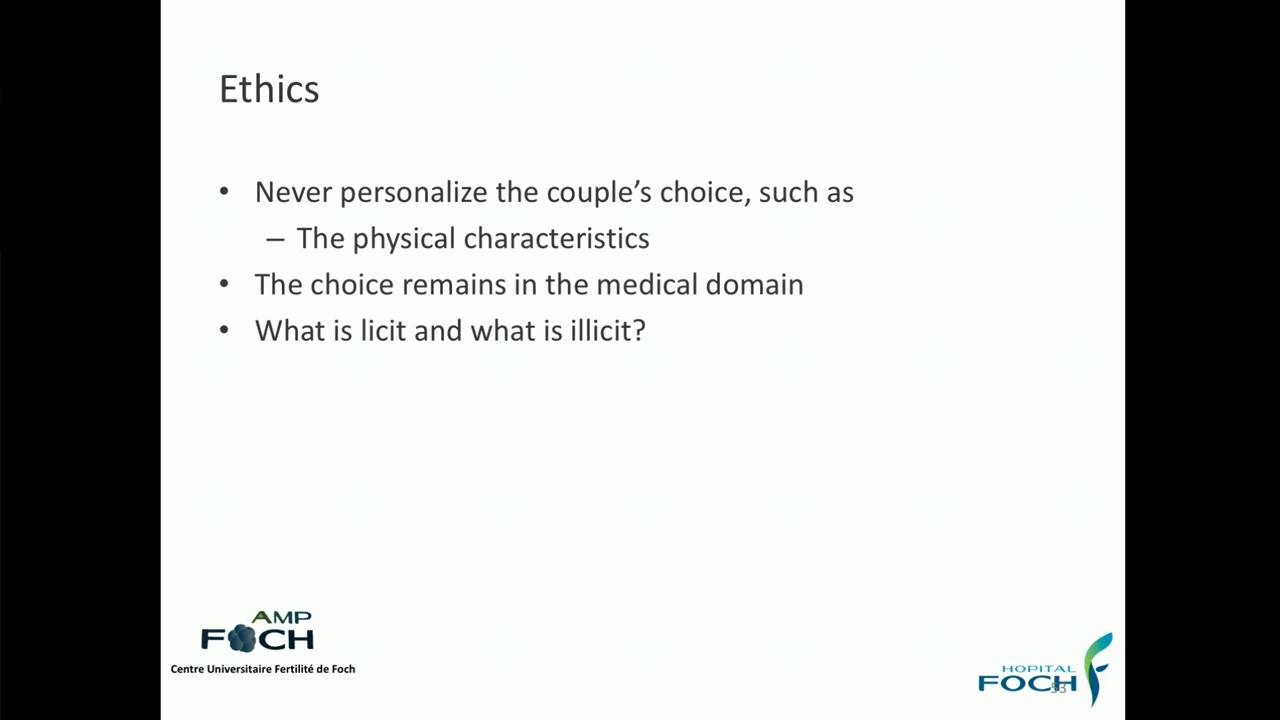 Ethics
• Never personalize the couple’s choice, such as
– The physical characteristics
• The choice remains in the medical domain
• What is licit and what is illicit?
AMP
FOCH
Centre Universitaire Fertilité de Foch
HOPITAL
FOCH
53